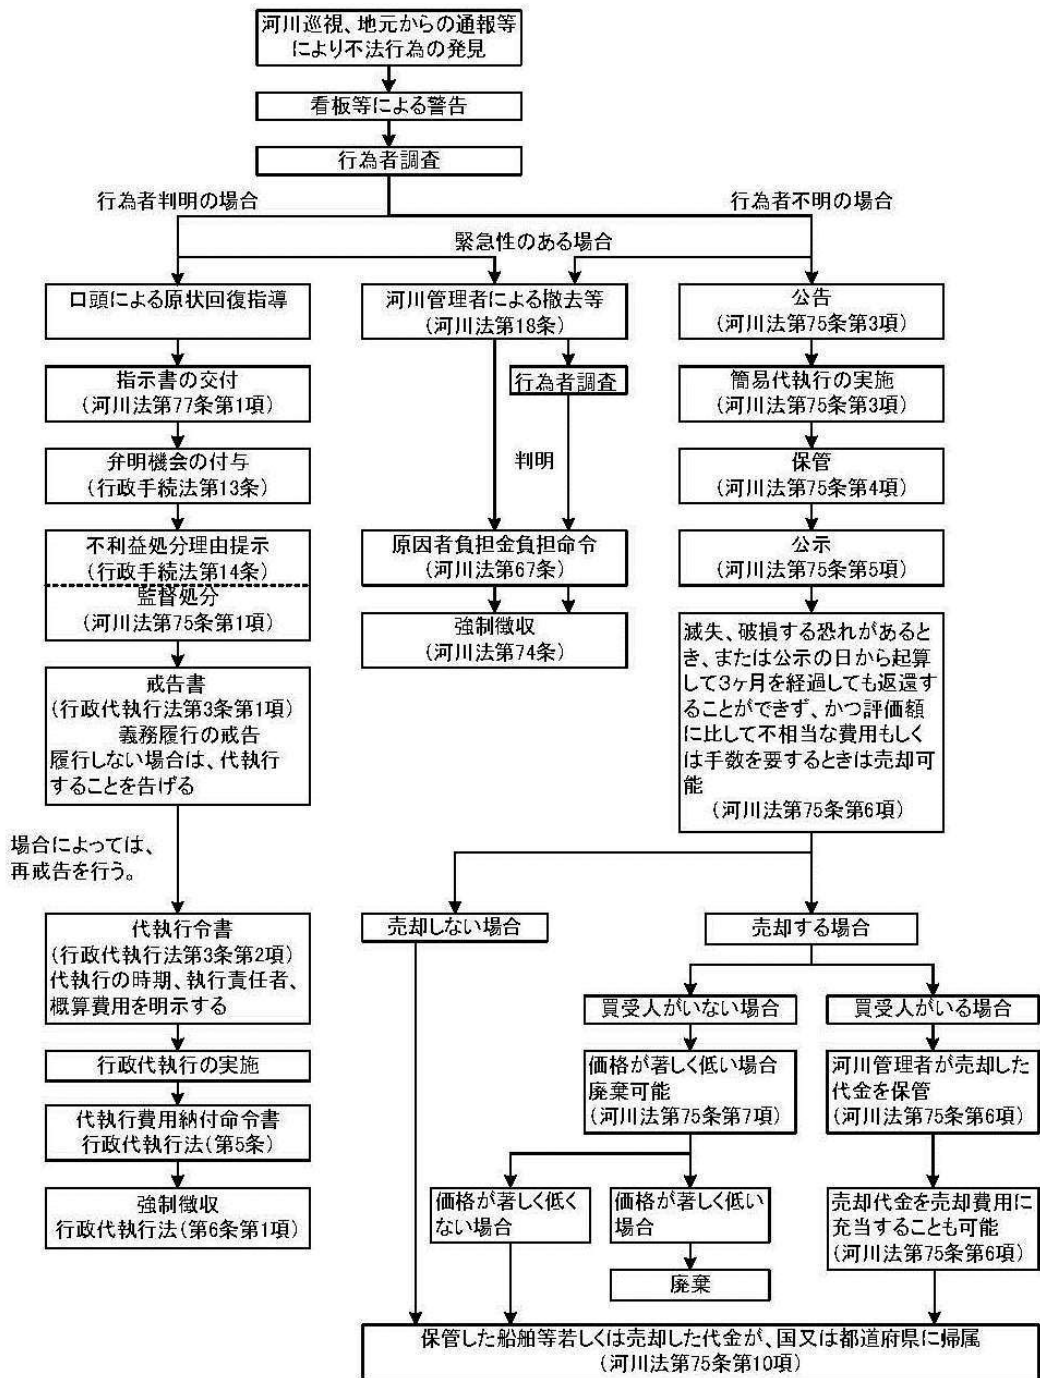 河川巡視、地元からの通報等
により不法行為の発見
看板等による警告
行為者調査
行為者判明の場合
行為者不明の場合
緊急性のある場合
口頭による原状回復指導
指示書の交付
(河川法第77条第1項)
弁明機会の付与
(行政手続法第13条)
不利益処分理由提示
(行政手続法第14条)
監督処分
(河川法第75条第1項)
戒告書
(行政代執行法第3条第1項)
義務履行の戒告
履行しない場合は、代執行
することを告げる
場合によっては、
再戒告を行う。
代執行令書
(行政代執行法第3条第2項)
代執行の時期、執行責任者、
概算費用を明示する
行政代執行の実施
代執行費用納付命令書
行政代執行法(第5条)
強制徴収
行政代執行法(第6条第1項)
河川管理者による撤去等
(河川法第18条)
行為者調査
判明
原因者負担金負担命令
(河川法第67条)
強制徴収
(河川法第74条)
公告
(河川法第75条第3項)
簡易代執行の実施
(河川法第75条第3項)
保管
(河川法第75条第4項)
公示
(河川法第75条第5項)
滅失、破損する恐れがあると
き、または公示の日から起算
して3ヶ月を経過しても返還す
ることができず、かつ評価額
に比して不相当な費用もしく
は手数を要するときは売却可
能
(河川法第75条第6項)
売却しない場合
売却する場合
買受人がいない場合
買受人がいる場合
価格が著しく低い場合
廃棄可能
(河川法第75条第7項)
河川管理者が売却した
代金を保管
(河川法第75条第6項)
価格が著しく低く
ない場合
価格が著しく低い
場合
廃棄
売却代金を売却費用に
充当することも可能
(河川法第75条第6項)
保管した船舶等若しくは売却した代金が、国又は都道府県に帰属
(河川法第75条第10項)